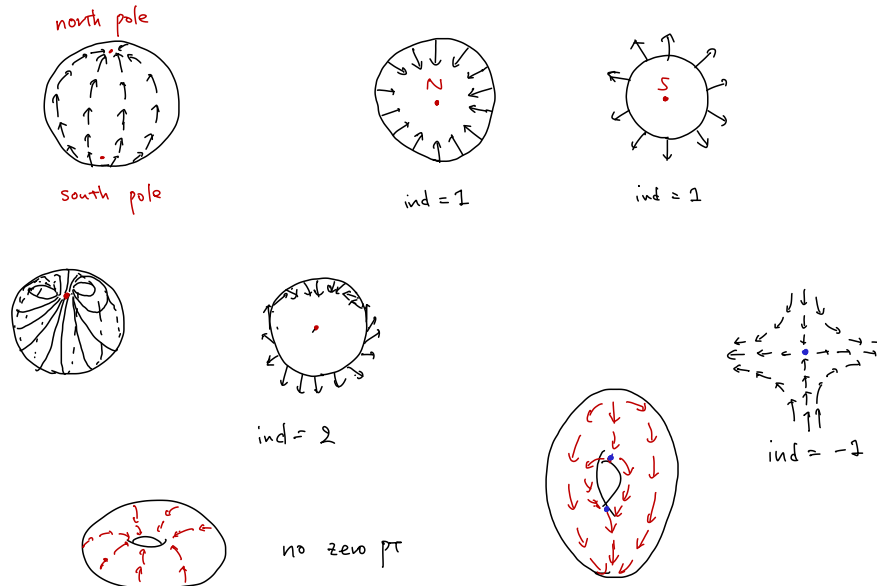 north pole
N
S
south pole
ind = 1
ind = 1
ind = 2
ind = -1
no zero pt